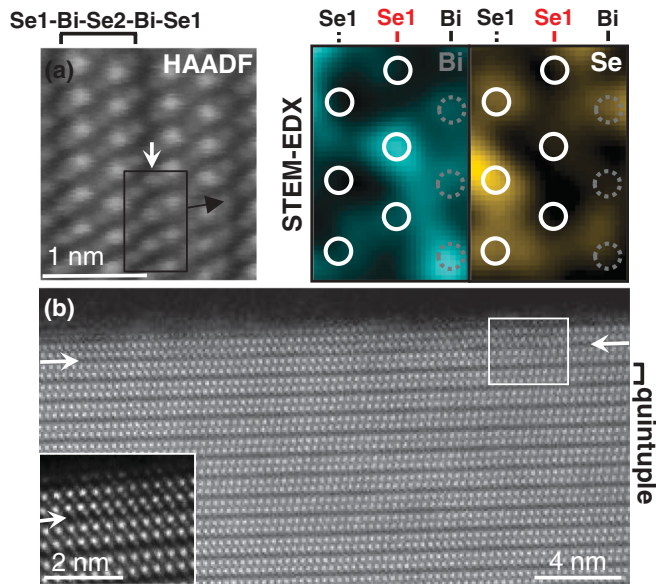 Se1-Bi-Se2-Bi-Se1
(a)
HAADF
1 nm
STEM-EDX
Se1 Se1 Bi Se1 Se1 Bi
Bi
Se
(b)
quintuple
2 nm
4 nm